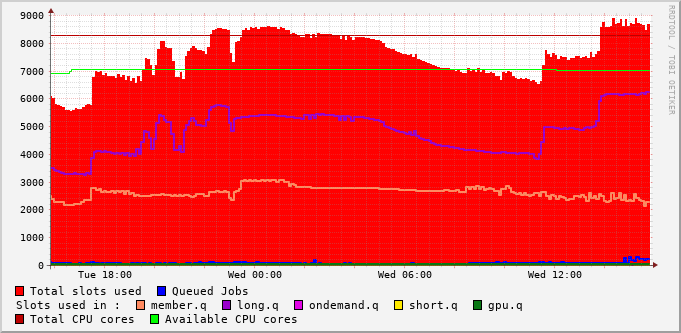 9000
8000
7000
6000
5000
4000
3000
2000
1000
0
Tue 18:00 Wed 00:00 Wed 06:00 Wed 12:00
RRDTOOL / TOBI OETIKER
Total slots used Queued Jobs
Slots used in : member.q long.q ondemand.q short.q gpu.q
Total CPU cores Available CPU cores